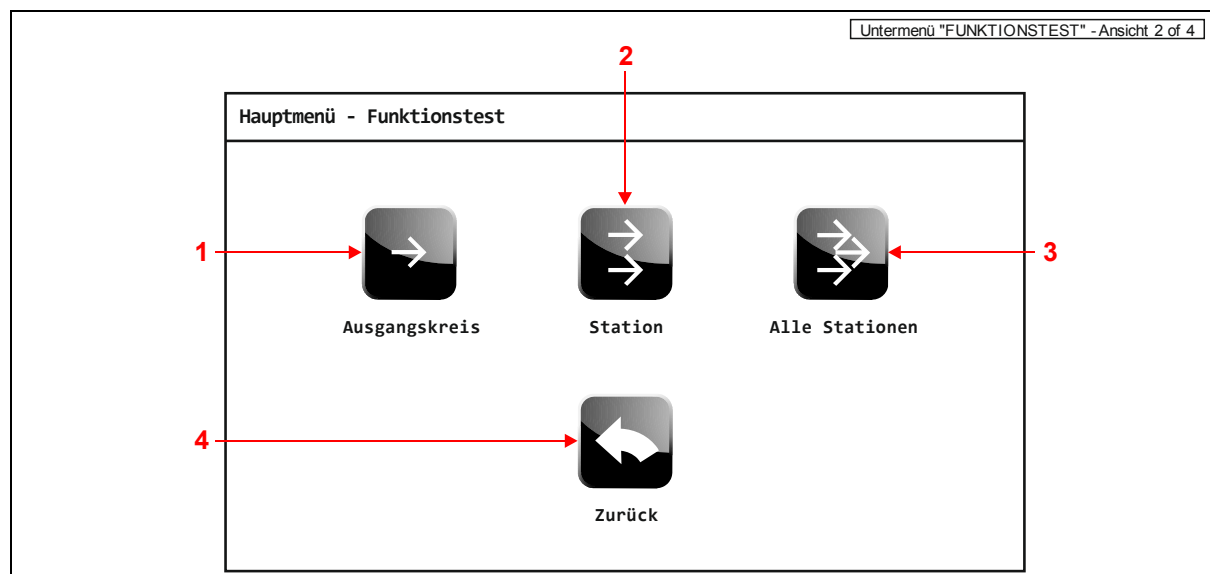 Untermenü "FUNKTIONSTEST" - Ansicht 2 of 4
2
Hauptmenü - Funktionstest
1
3
Ausgangskreis
Station
Alle Stationen
4
Zurück